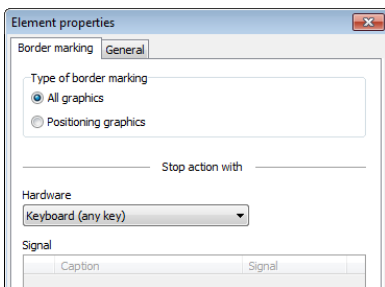 Element properties
Border marking General
Type of border marking
All graphics
Positioning graphics
Stop action with
Hardware
Keyboard (any key)
Signal
Caption Signal